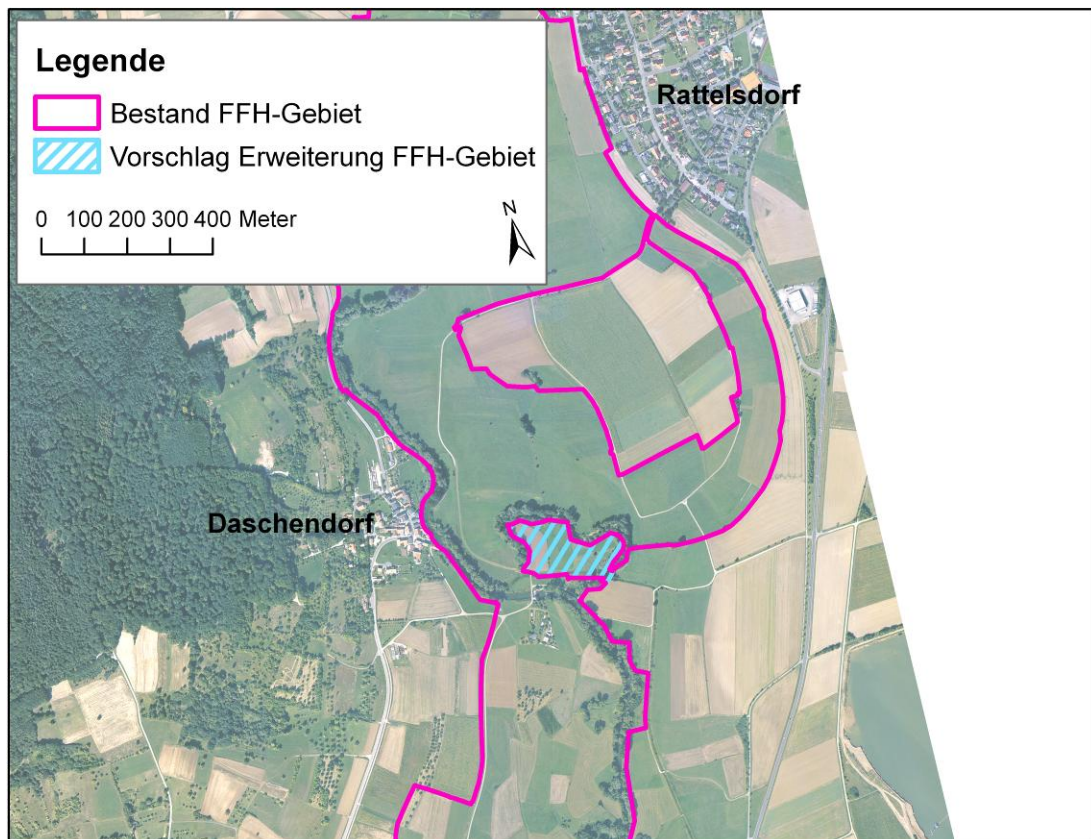 Legende
Bestand FFH-Gebiet
Vorschlag Erweiterung FFH-Gebiet
0 100 200 300 400 Meter
N
Rattelsdorf
Daschendorf